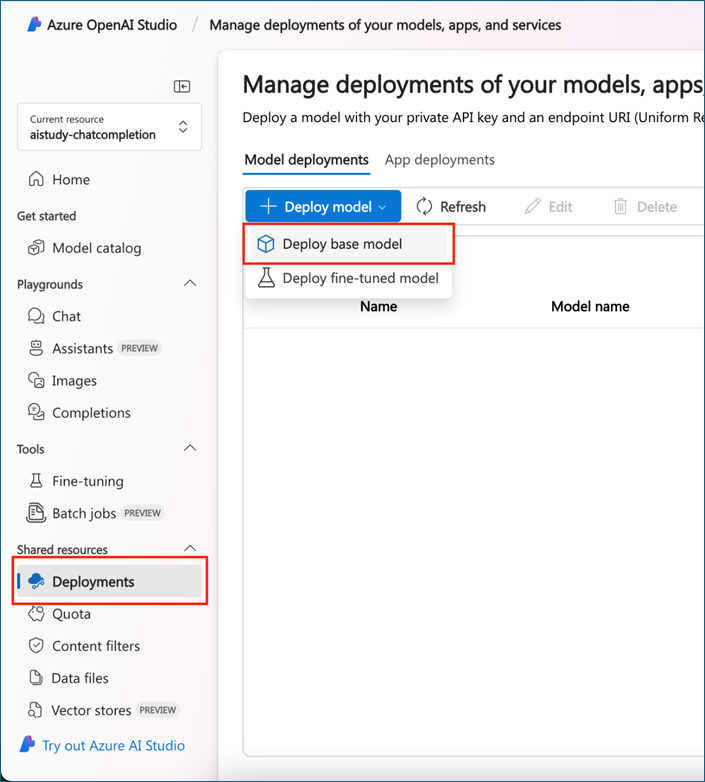 Azure OpenAI Studio / Manage deployments of your models, apps, and services
Current resource
aistudy-chatcompletion
Home
Get started
Model catalog
Playgrounds
Chat
Assistants PREVIEW
Images
Completions
Tools
Fine-tuning
Batch jobs PREVIEW
Shared resources
Deployments
Quota
Content filters
Data files
Vector stores PREVIEW
Try out Azure AI Studio
Manage deployments of your models, apps,
Deploy a model with your private API key and an endpoint URI (Uniform Re
Model deployments App deployments
Deploy model Refresh Edit Delete
Deploy base model
Deploy fine-tuned model
Name Model name